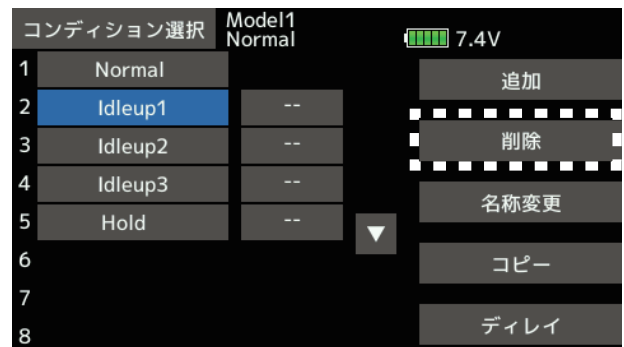 コンディション選択
Model1
Normal
7.4V
1 Normal
2 Idleup1 --
3 Idleup2 --
4 Idleup3 --
5 Hold --
6
7
8
▼
追加
削除
名称変更
コピー
ディレイ